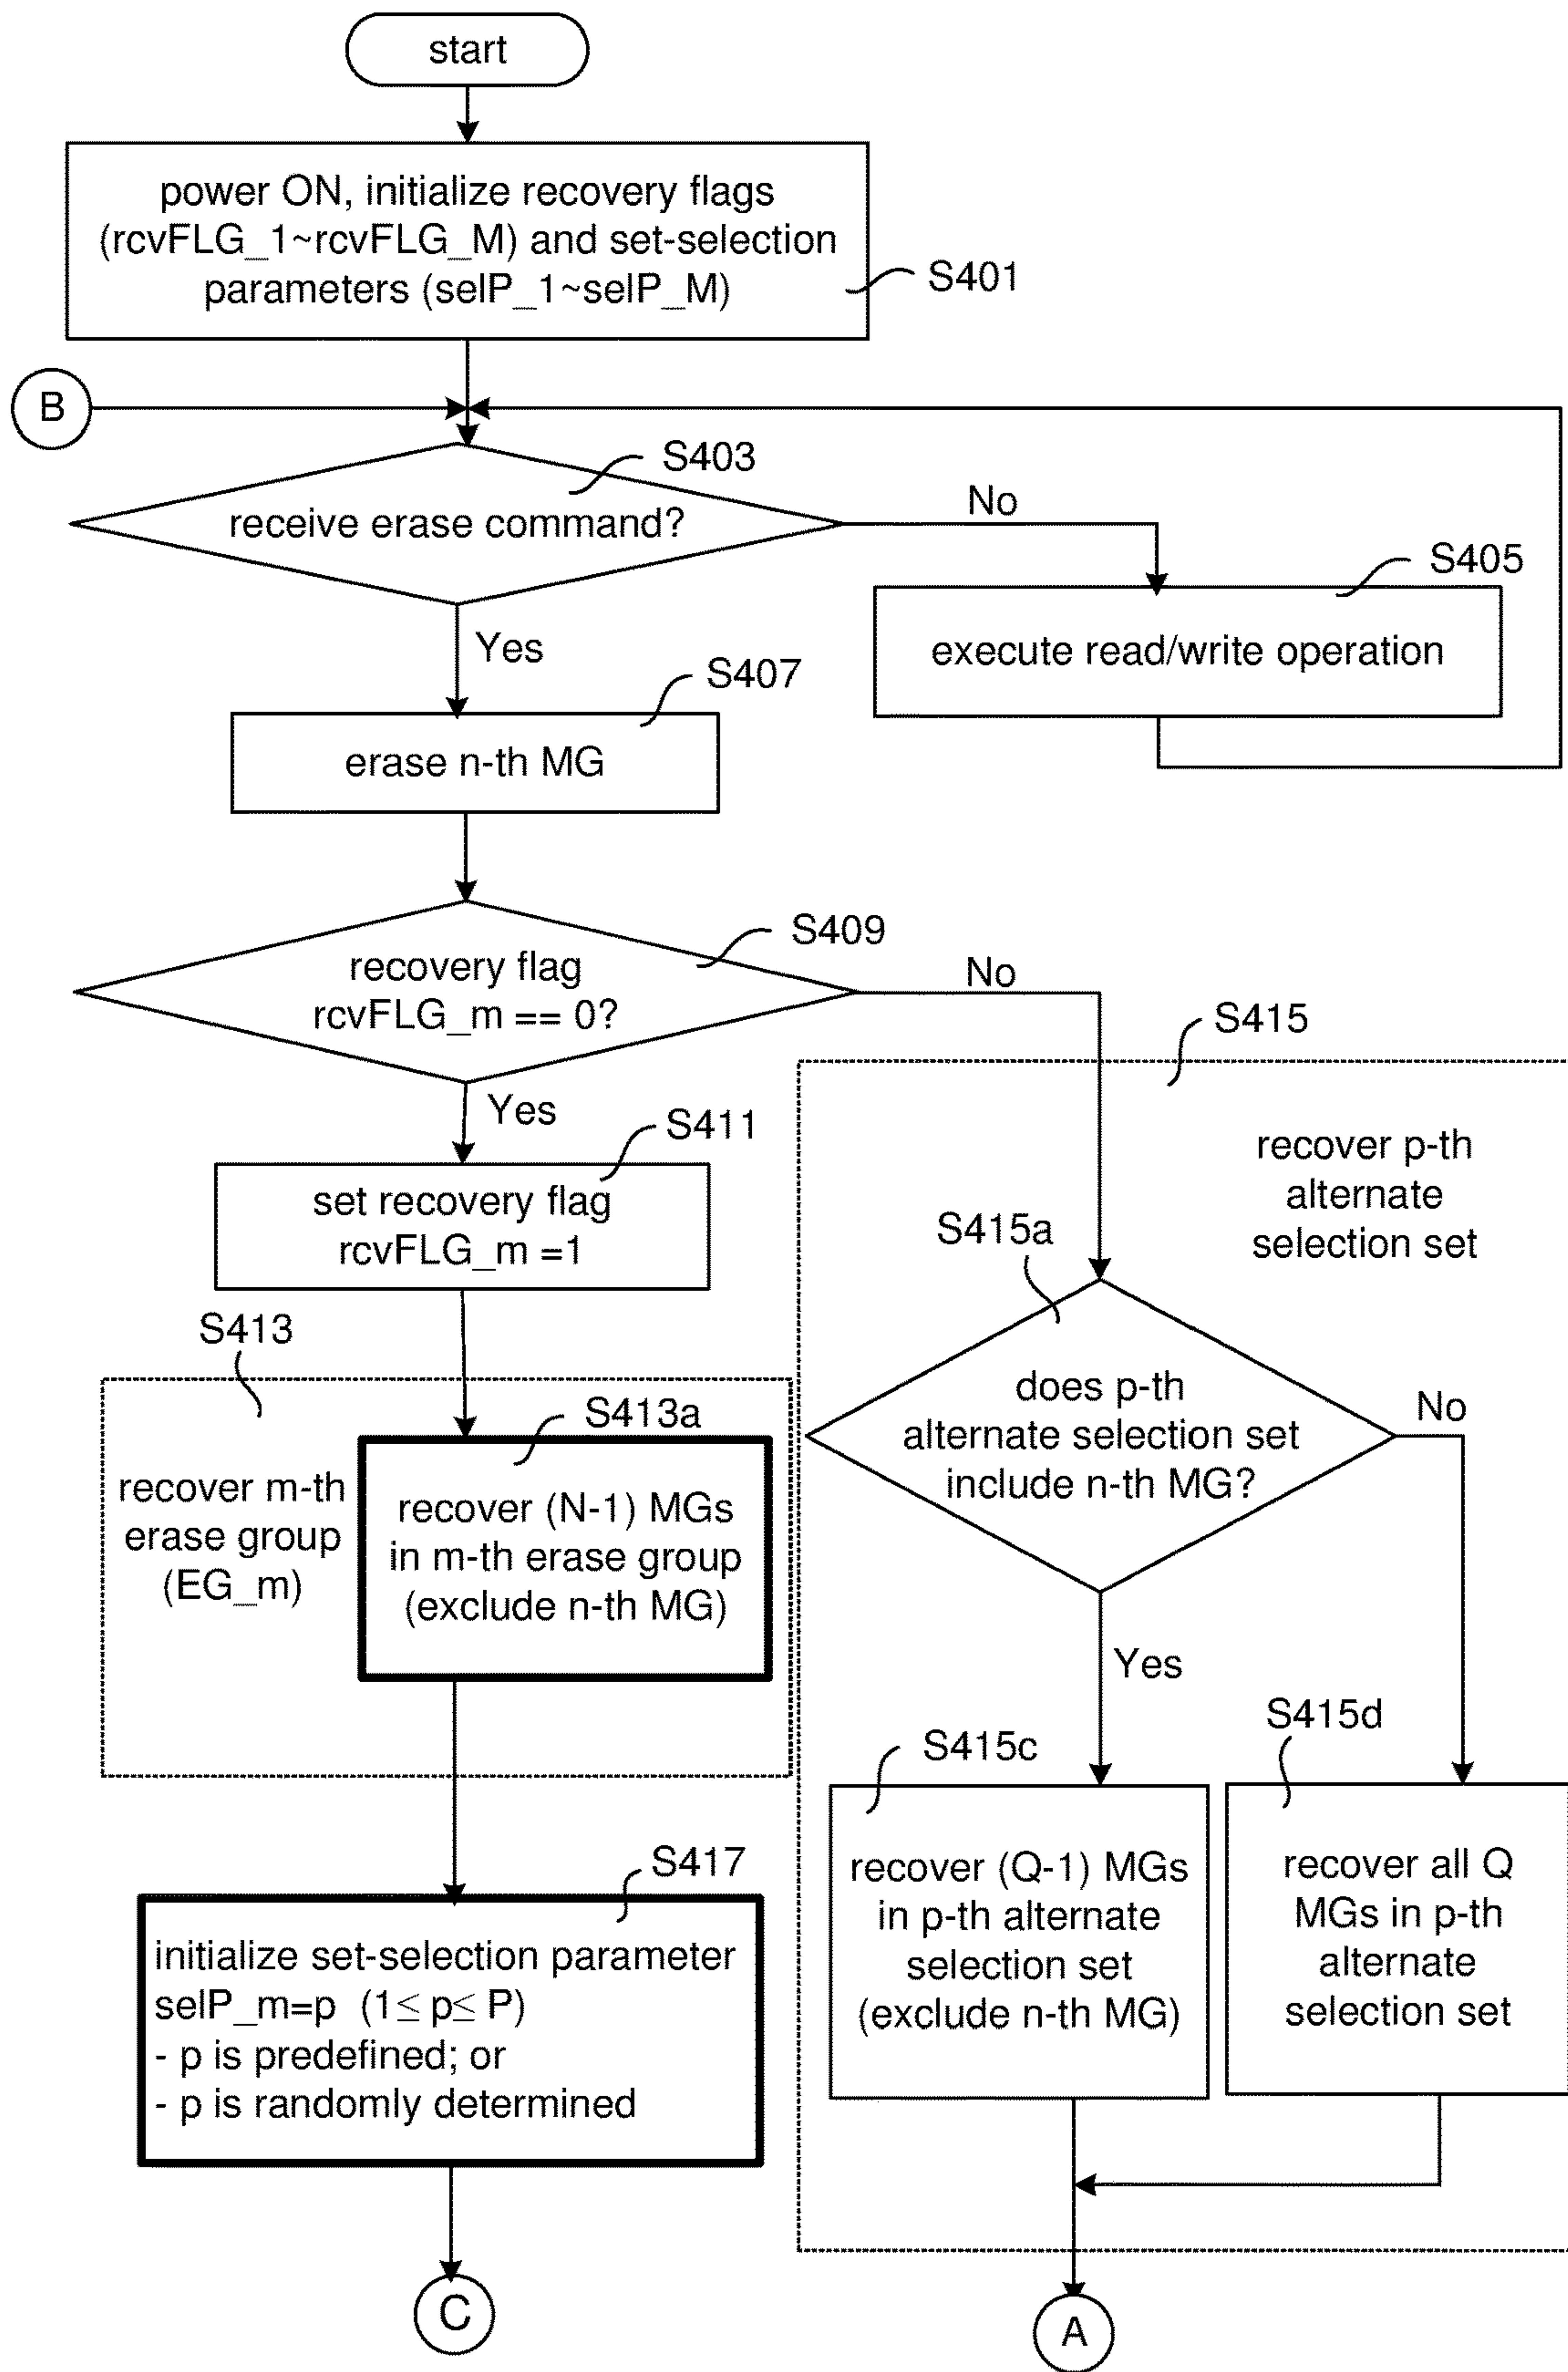 start
power ON, initialize recovery flags
(rcvFLG_1~rcvFLG_M) and set-selection
parameters (selP_1~selP_M)
S401
B
S403
receive erase command?
No
S405
execute read/write operation
Yes
S407
erase n-th MG
S409
recovery flag
rcvFLG_m == 0?
No
S415
Yes
S411
set recovery flag
rcvFLG_m =1
recover p-th
alternate
selection set
S415a
does p-th
alternate selection set
include n-th MG?
No
S413
S413a
recover m-th
erase group
(EG_m)
recover (N-1) MGs
in m-th erase group
(exclude n-th MG)
Yes
S415c
S415d
recover (Q-1) MGs
in p-th alternate
selection set
(exclude n-th MG)
recover all Q
MGs in p-th
alternate
selection set
S417
initialize set-selection parameter
selP_m=p (1≤ p≤ P)
- p is predefined; or
- p is randomly determined
C
A